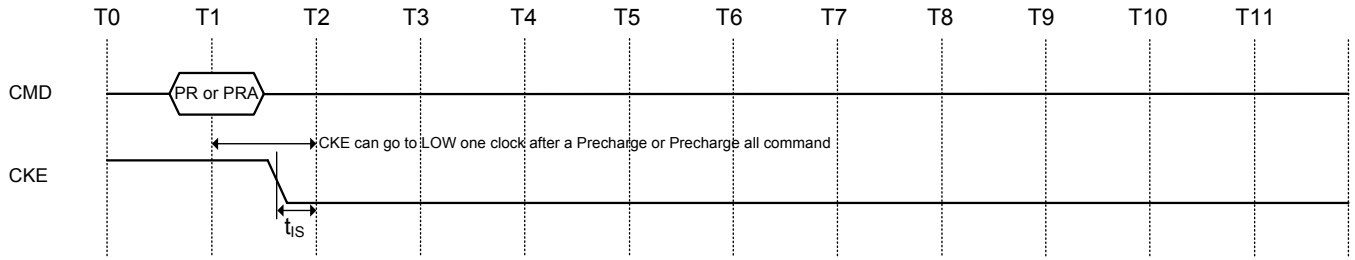 T0 T1 T2 T3 T4 T5 T6 T7 T8 T9 T10 T11
CMD PR or PRA
CKE can go to LOW one clock after a Precharge or Precharge all command
CKE
tIS